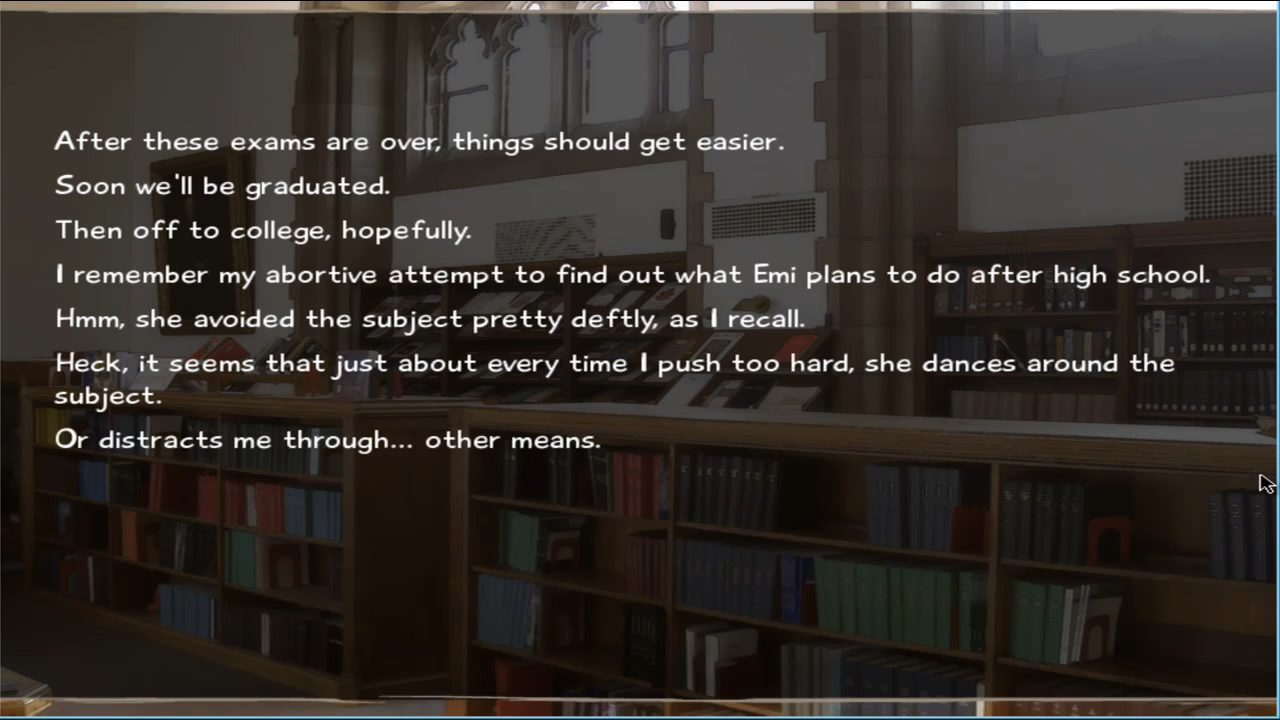 After these exams are over, things should get easier.
Soon we'll be graduated.
Then off to college, hopefully.
I remember my abortive attempt to find out what Emi plans to do after high school.
Hmm, she avoided the subject pretty deftly, as I recall.
Heck, it seems that just about every time I push too hard, she dances around the
subject.
Or distracts me through... other means.